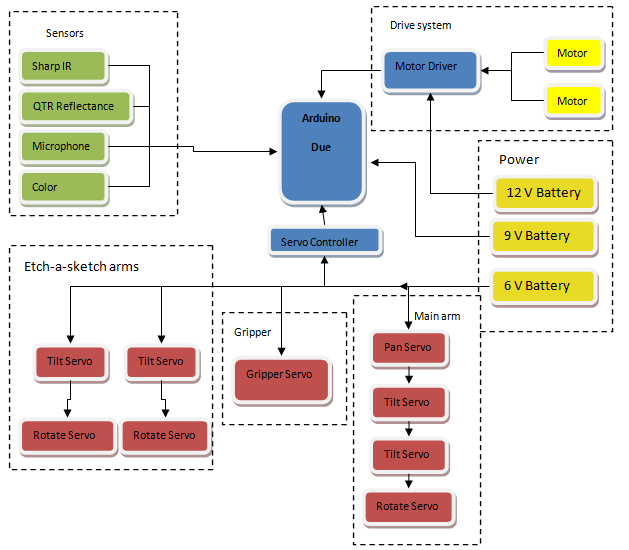 Sensors
Sharp IR
QTR Reflectance
Microphone
Color
Arduino
Due
Servo Controller
Drive system
Motor Driver
Motor
Motor
Power
12 V Battery
9 V Battery
6 V Battery
Etch-a-sketch arms
Tilt Servo
Tilt Servo
Rotate Servo
Rotate Servo
Gripper
Gripper Servo
Main arm
Pan Servo
Tilt Servo
Tilt Servo
Rotate Servo